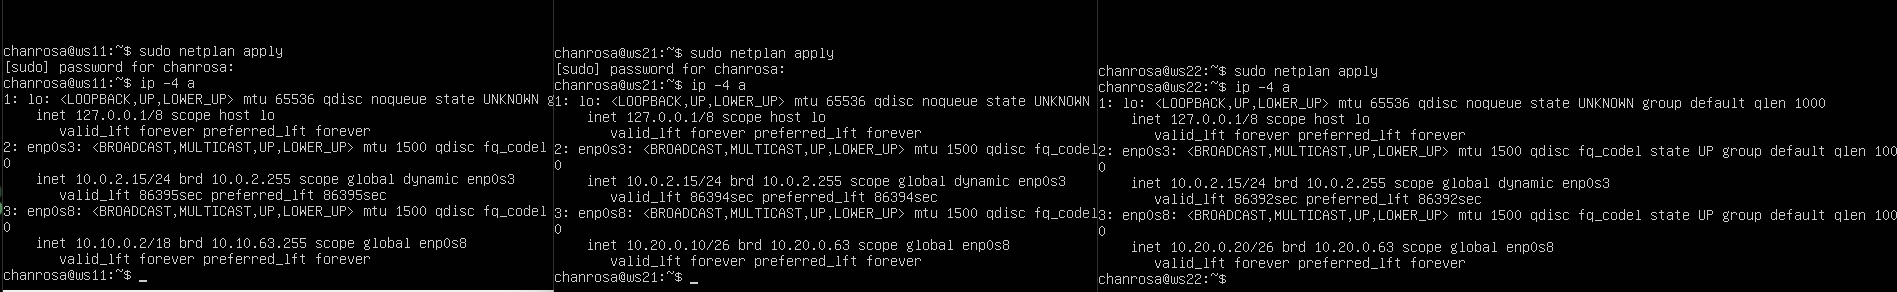 chanrosa@ws11:~$ sudo netplan apply
[sudo] password for chanrosa:
chanrosa@ws11:~$ ip -4 a
1: lo: <LOOPBACK,UP,LOWER_UP> mtu 65536 qdisc noqueue state UNKNOWN g
    inet 127.0.0.1/8 scope host lo
       valid_lft forever preferred_lft forever
2: enp0s3: <BROADCAST,MULTICAST,UP,LOWER_UP> mtu 1500 qdisc fq_codel
0
    inet 10.0.2.15/24 brd 10.0.2.255 scope global dynamic enp0s3
       valid_lft 86395sec preferred_lft 86395sec
3: enp0s8: <BROADCAST,MULTICAST,UP,LOWER_UP> mtu 1500 qdisc fq_codel
0
    inet 10.10.0.2/18 brd 10.10.63.255 scope global enp0s8
       valid_lft forever preferred_lft forever
chanrosa@ws11:~$ _
chanrosa@ws21:~$ sudo netplan apply
[sudo] password for chanrosa:
chanrosa@ws21:~$ ip -4 a
1: lo: <LOOPBACK,UP,LOWER_UP> mtu 65536 qdisc noqueue state UNKNOWN
    inet 127.0.0.1/8 scope host lo
       valid_lft forever preferred_lft forever
2: enp0s3: <BROADCAST,MULTICAST,UP,LOWER_UP> mtu 1500 qdisc fq_codel
0
    inet 10.0.2.15/24 brd 10.0.2.255 scope global dynamic enp0s3
       valid_lft 86394sec preferred_lft 86394sec
3: enp0s8: <BROADCAST,MULTICAST,UP,LOWER_UP> mtu 1500 qdisc fq_codel
0
    inet 10.20.0.10/26 brd 10.20.0.63 scope global enp0s8
       valid_lft forever preferred_lft forever
chanrosa@ws21:~$ _
chanrosa@ws22:~$ sudo netplan apply
chanrosa@ws22:~$ ip -4 a
1: lo: <LOOPBACK,UP,LOWER_UP> mtu 65536 qdisc noqueue state UNKNOWN group default qlen 1000
    inet 127.0.0.1/8 scope host lo
       valid_lft forever preferred_lft forever
2: enp0s3: <BROADCAST,MULTICAST,UP,LOWER_UP> mtu 1500 qdisc fq_codel state UP group default qlen 100
0
    inet 10.0.2.15/24 brd 10.0.2.255 scope global dynamic enp0s3
       valid_lft 86392sec preferred_lft 86392sec
3: enp0s8: <BROADCAST,MULTICAST,UP,LOWER_UP> mtu 1500 qdisc fq_codel state UP group default qlen 100
0
    inet 10.20.0.20/26 brd 10.20.0.63 scope global enp0s8
       valid_lft forever preferred_lft forever
chanrosa@ws22:~$